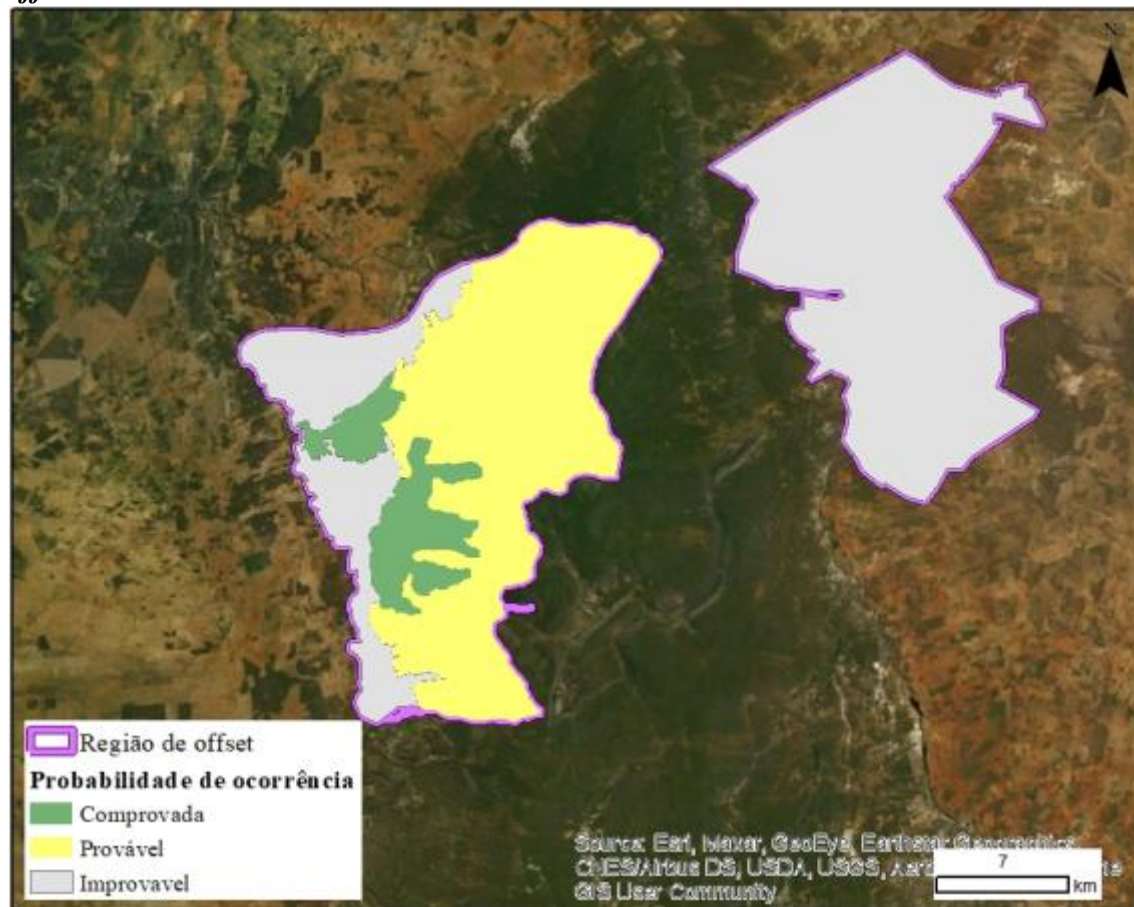 N
Região de offset
Probabilidade de ocorrência
Comprovada
Provável
Improvavel
Source: Esri, Maxar, GeoEye, Earthstar Geographics,
CNES/Airbus DS, USDA, USGS,
GIS User Community
7
km